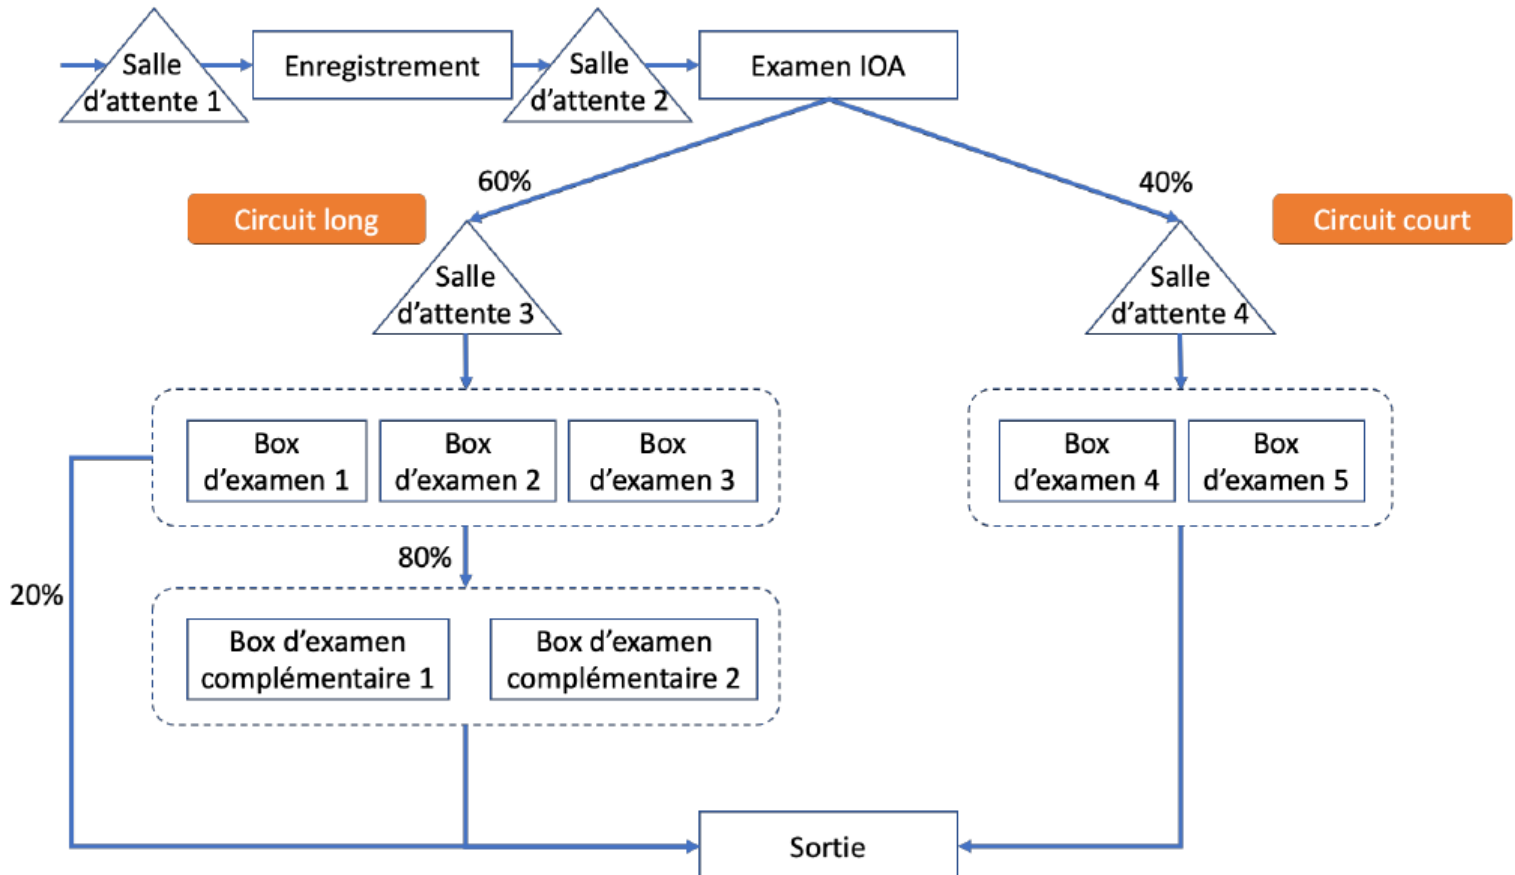 Salle
d'attente 1
Enregistrement
Salle
d'attente 2
Examen IOA
60%
40%
Circuit long
Circuit court
Salle
d'attente 3
Salle
d'attente 4
Box
d'examen 1
Box
d'examen 2
Box
d'examen 3
Box
d'examen 4
Box
d'examen 5
80%
20%
Box d'examen
complémentaire 1
Box d'examen
complémentaire 2
Sortie